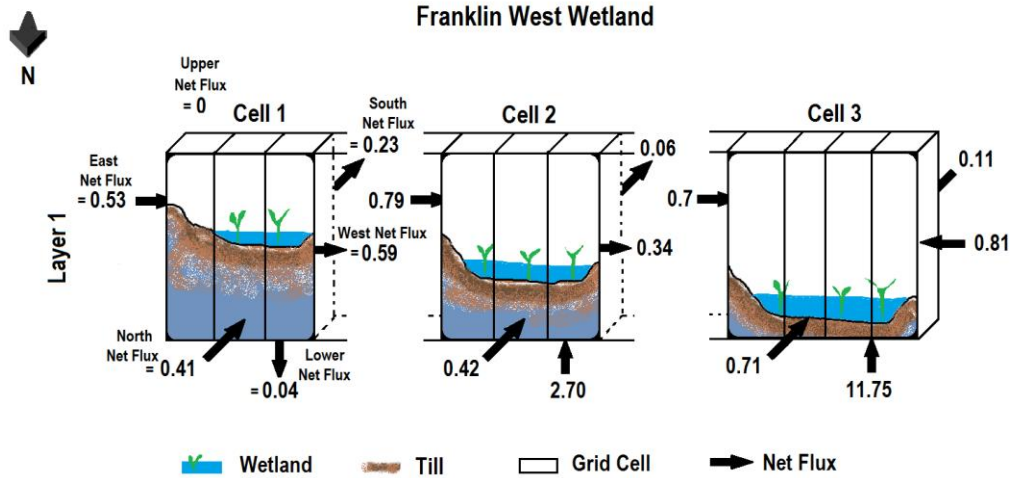 Franklin West Wetland
N
Upper
Net Flux
= 0
Cell 1
South
Net Flux
= 0.23
Cell 2
0.06
Cell 3
0.11
East
Net Flux
= 0.53
0.79
0.7
Layer 1
West Net Flux
= 0.59
0.34
0.81
North
Net Flux
= 0.41
Lower
Net Flux
= 0.04
0.42
2.70
0.71
11.75
Wetland
Till
Grid Cell
Net Flux